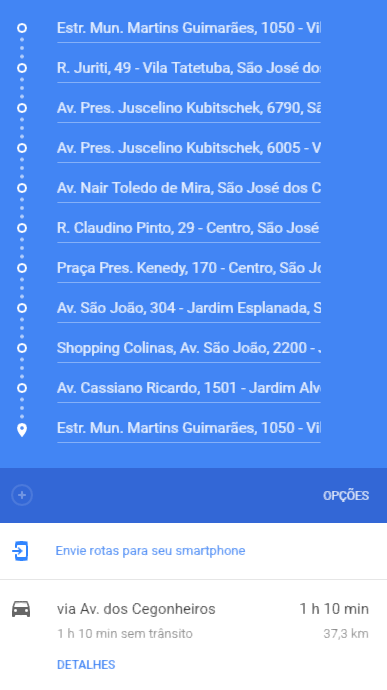 Estr. Mun. Martins Guimarães, 1050 - Vil
R. Juriti, 49 - Vila Tatetuba, São José dos
Av. Pres. Juscelino Kubitschek, 6790, Sã
Av. Pres. Juscelino Kubitschek, 6005 - V
Av. Nair Toledo de Mira, São José dos C
R. Claudino Pinto, 29 - Centro, São José
Praça Pres. Kenedy, 170 - Centro, São Jo
Av. São João, 304 - Jardim Esplanada, S
Shopping Colinas, Av. São João, 2200 -
Av. Cassiano Ricardo, 1501 - Jardim Alv
Estr. Mun. Martins Guimarães, 1050 - Vil
OPÇÕES
Envie rotas para seu smartphone
via Av. dos Cegonheiros 1 h 10 min
1 h 10 min sem trânsito 37,3 km
DETALHES